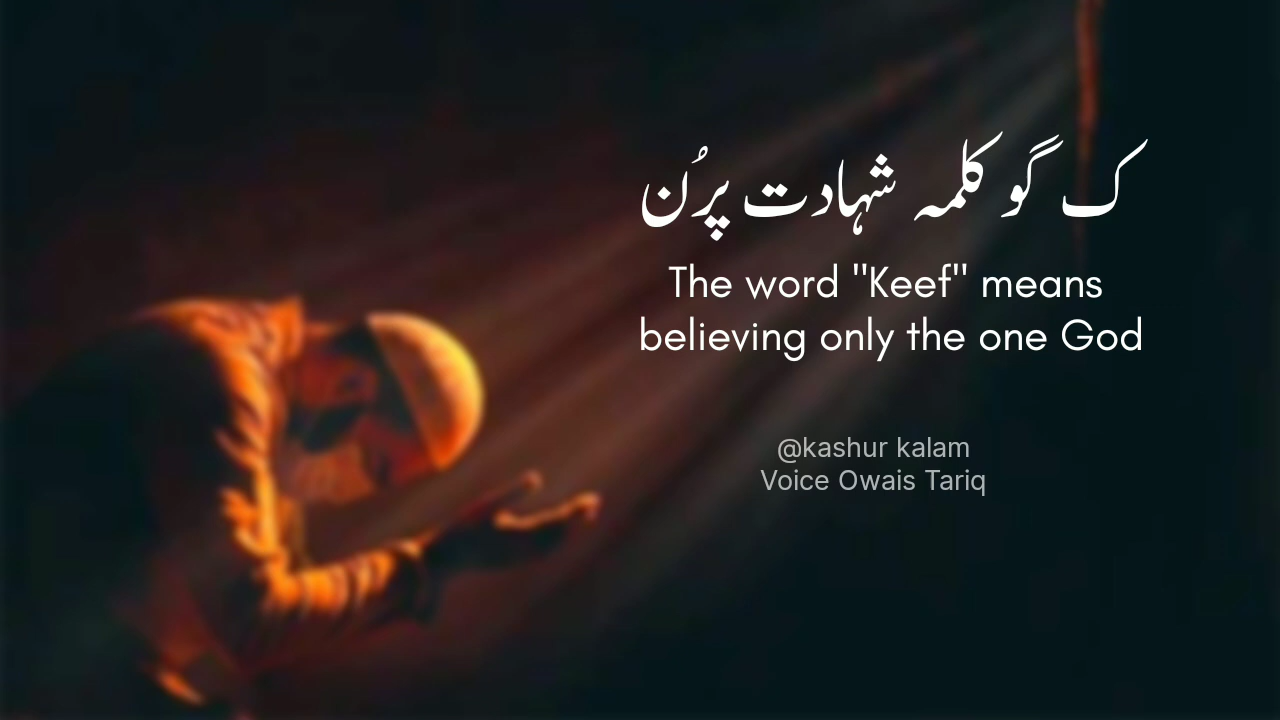 ک گو کلمہ شہادت پرُن
The word "Keef" means
believing only the one God
@kashur kalam
Voice Owais Tariq